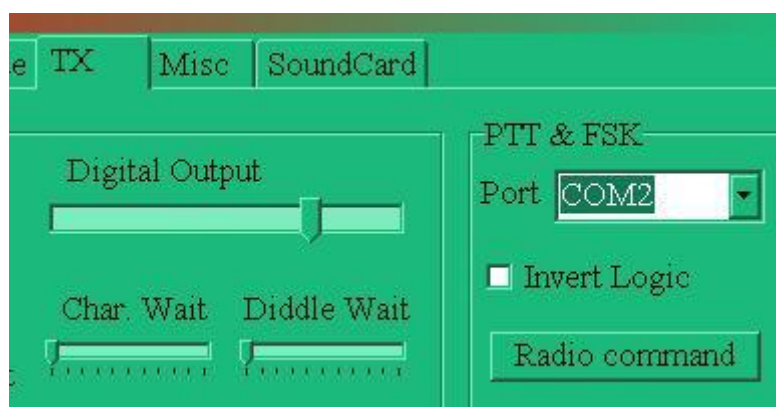 e TX Misc SoundCard
PTT & FSK
Digital Output
Port COM2
Invert Logic
Char. Wait Diddle Wait
Radio command